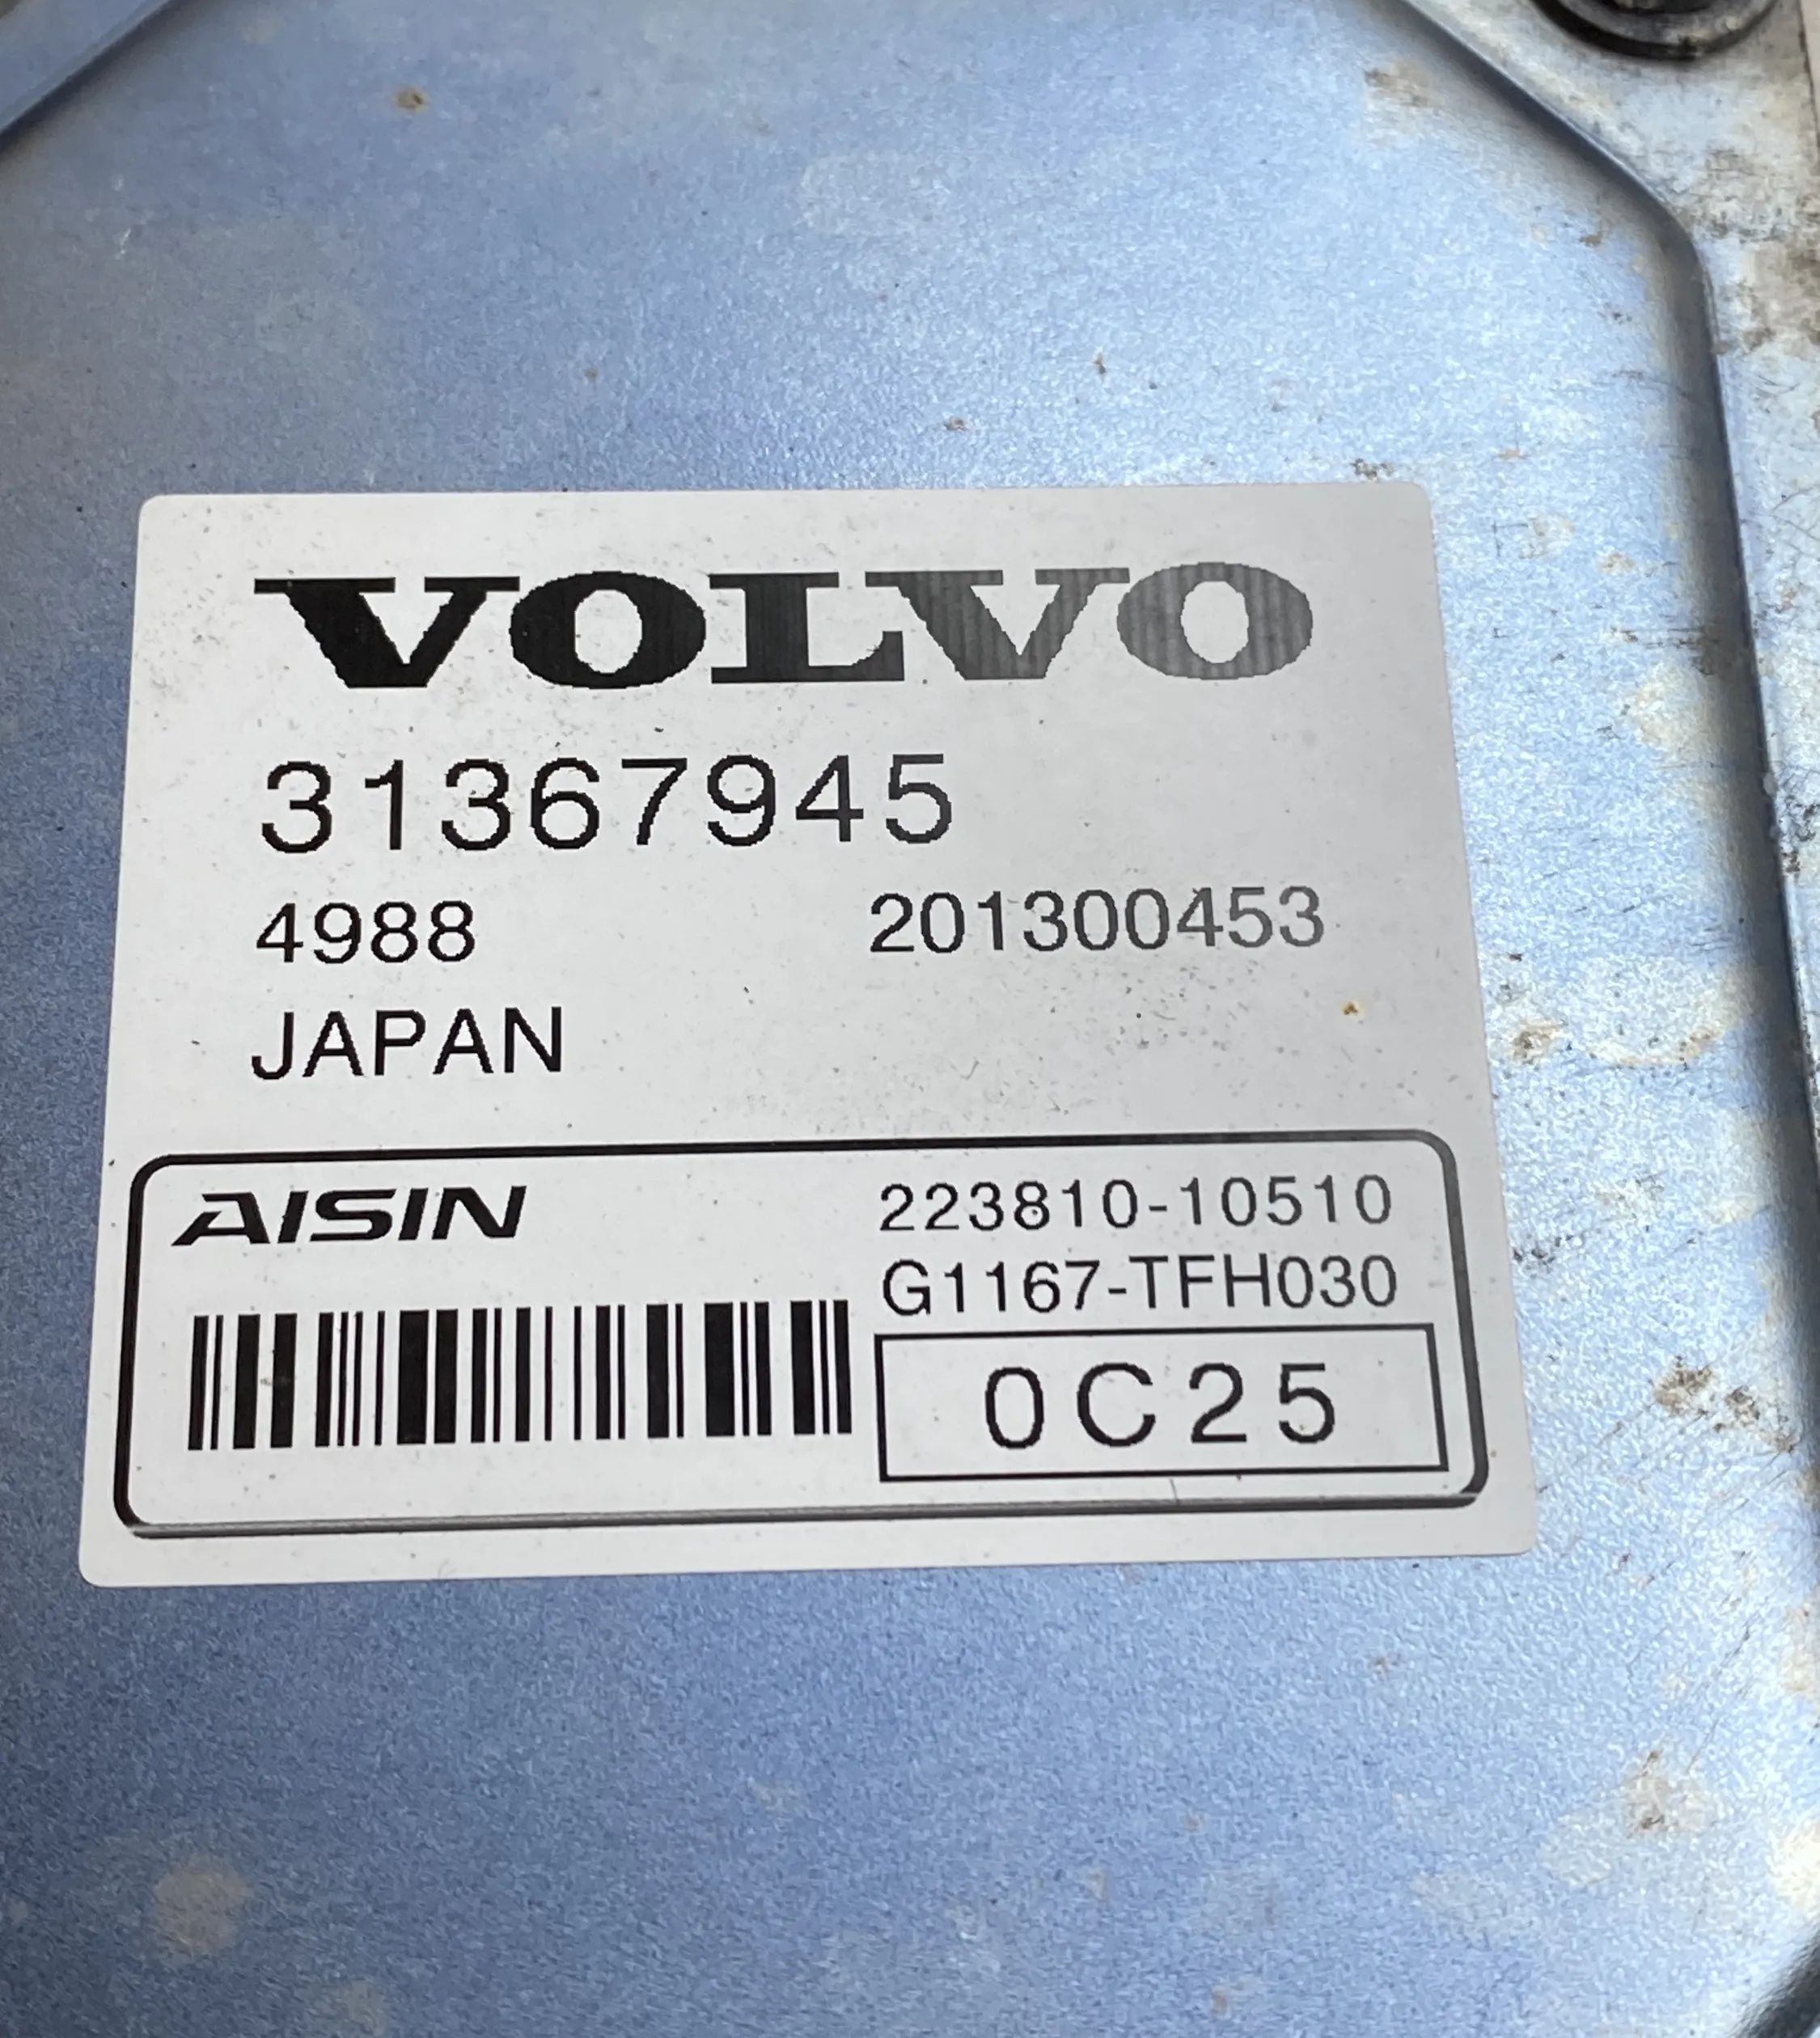 VOLVO
31367945
4988 201300453
JAPAN
AISIN
223810-10510
G1167-TFH030
0C25